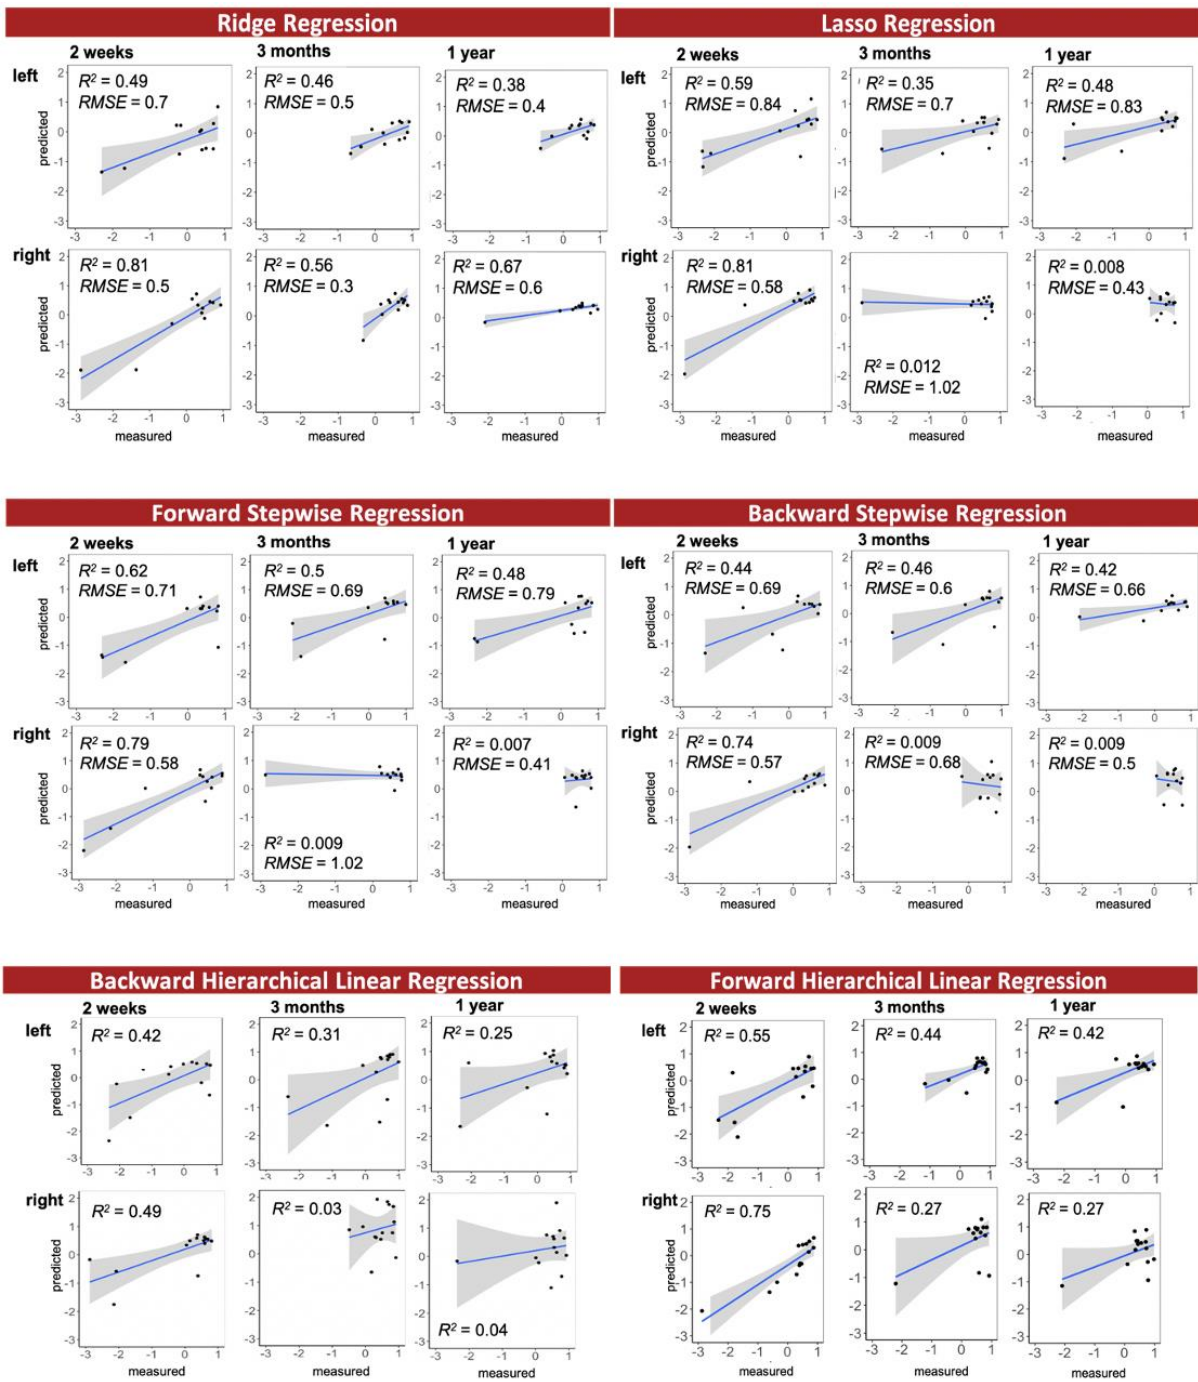 Ridge Regression
2 weeks
3 months
1 year
left
R² = 0.49
RMSE = 0.7
R² = 0.46
RMSE = 0.5
R² = 0.38
RMSE = 0.4
predicted
right
R² = 0.81
RMSE = 0.5
R² = 0.56
RMSE = 0.3
R² = 0.67
RMSE = 0.6
predicted
measured
measured
measured
Lasso Regression
2 weeks
3 months
1 year
left
R² = 0.59
RMSE = 0.84
R² = 0.35
RMSE = 0.7
R² = 0.48
RMSE = 0.83
predicted
right
R² = 0.81
RMSE = 0.58
R² = 0.012
RMSE = 1.02
R² = 0.008
RMSE = 0.43
predicted
measured
measured
measured
Forward Stepwise Regression
2 weeks
3 months
1 year
left
R² = 0.62
RMSE = 0.71
R² = 0.5
RMSE = 0.69
R² = 0.48
RMSE = 0.79
predicted
right
R² = 0.79
RMSE = 0.58
R² = 0.009
RMSE = 1.02
R² = 0.007
RMSE = 0.41
predicted
measured
measured
measured
Backward Stepwise Regression
2 weeks
3 months
1 year
left
R² = 0.44
RMSE = 0.69
R² = 0.46
RMSE = 0.6
R² = 0.42
RMSE = 0.66
predicted
right
R² = 0.74
RMSE = 0.57
R² = 0.009
RMSE = 0.68
R² = 0.009
RMSE = 0.5
predicted
measured
measured
measured
Backward Hierarchical Linear Regression
2 weeks
3 months
1 year
left
R² = 0.42
R² = 0.31
R² = 0.25
predicted
right
R² = 0.49
R² = 0.03
R² = 0.04
predicted
measured
measured
measured
Forward Hierarchical Linear Regression
2 weeks
3 months
1 year
left
R² = 0.55
R² = 0.44
R² = 0.42
predicted
right
R² = 0.75
R² = 0.27
R² = 0.27
predicted
measured
measured
measured